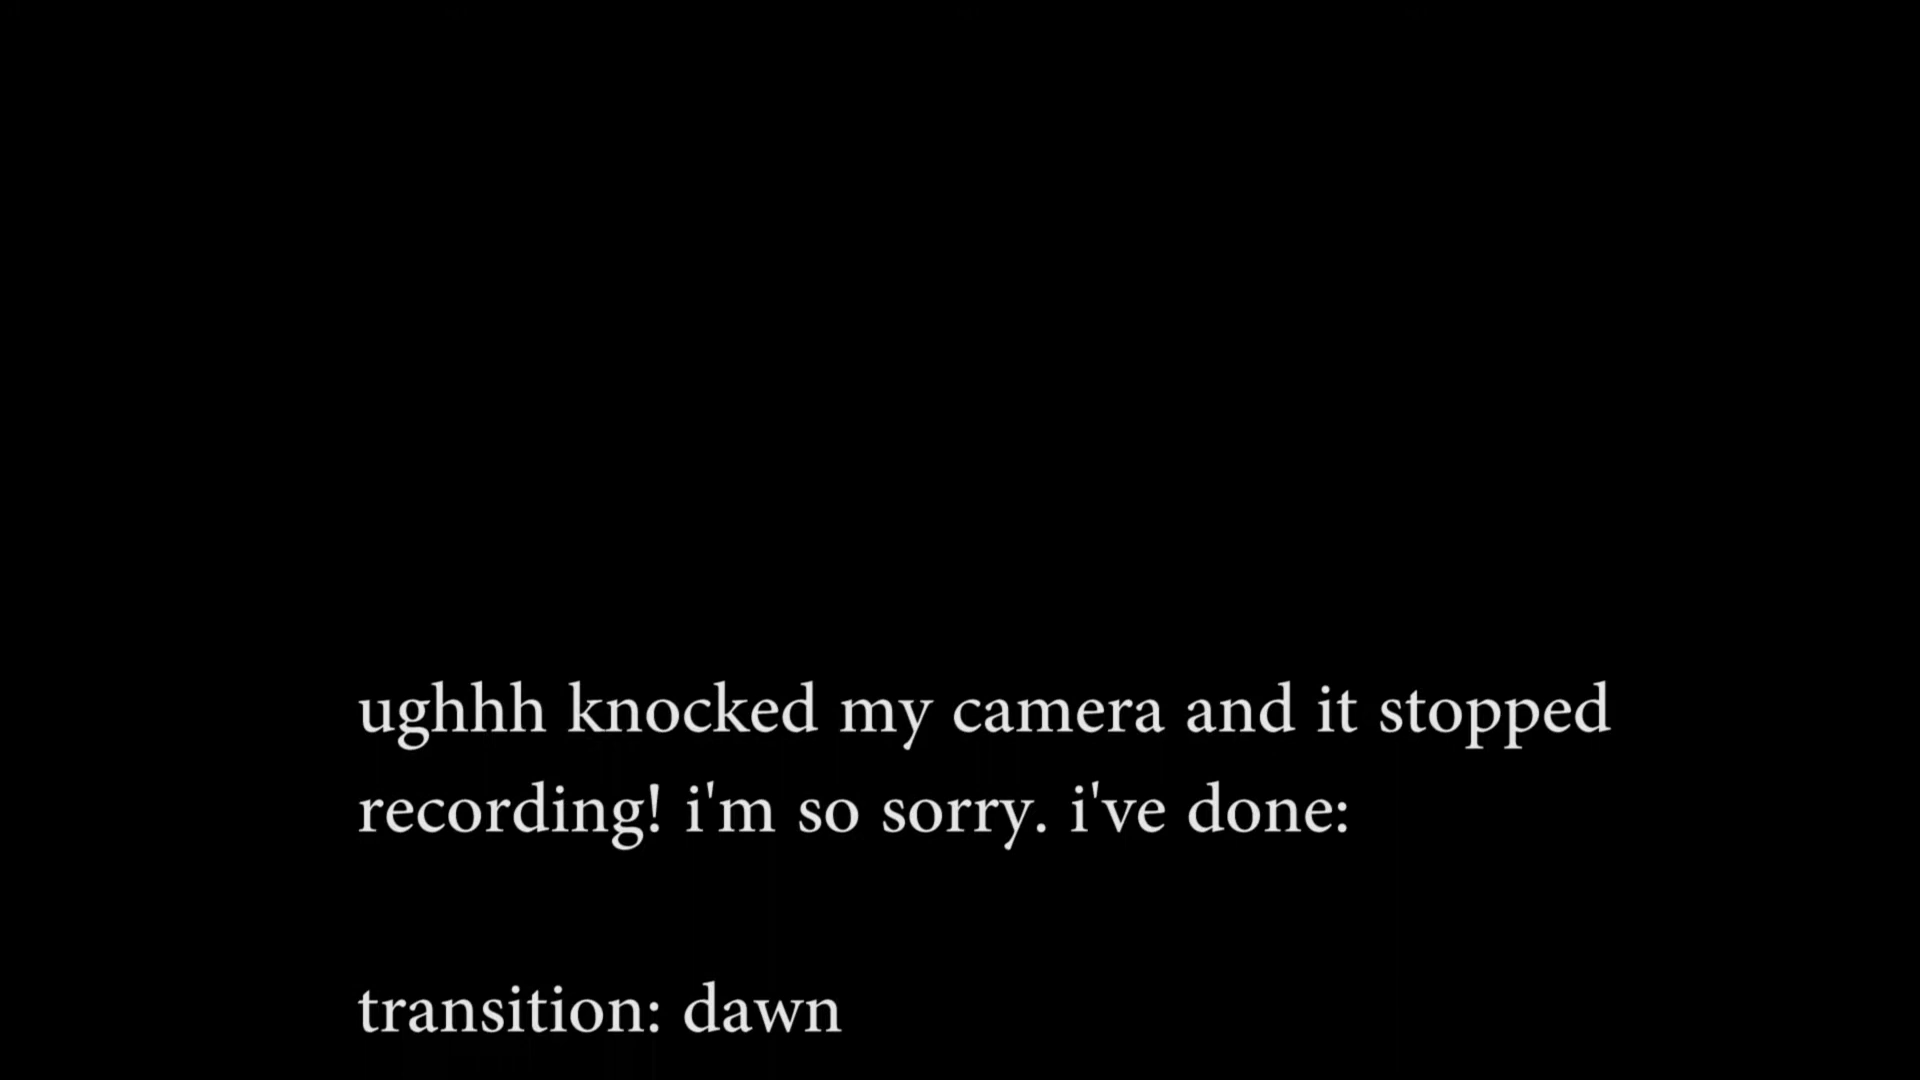 ughhh knocked my camera and it stopped
recording! i'm so sorry. i've done:
transition: dawn